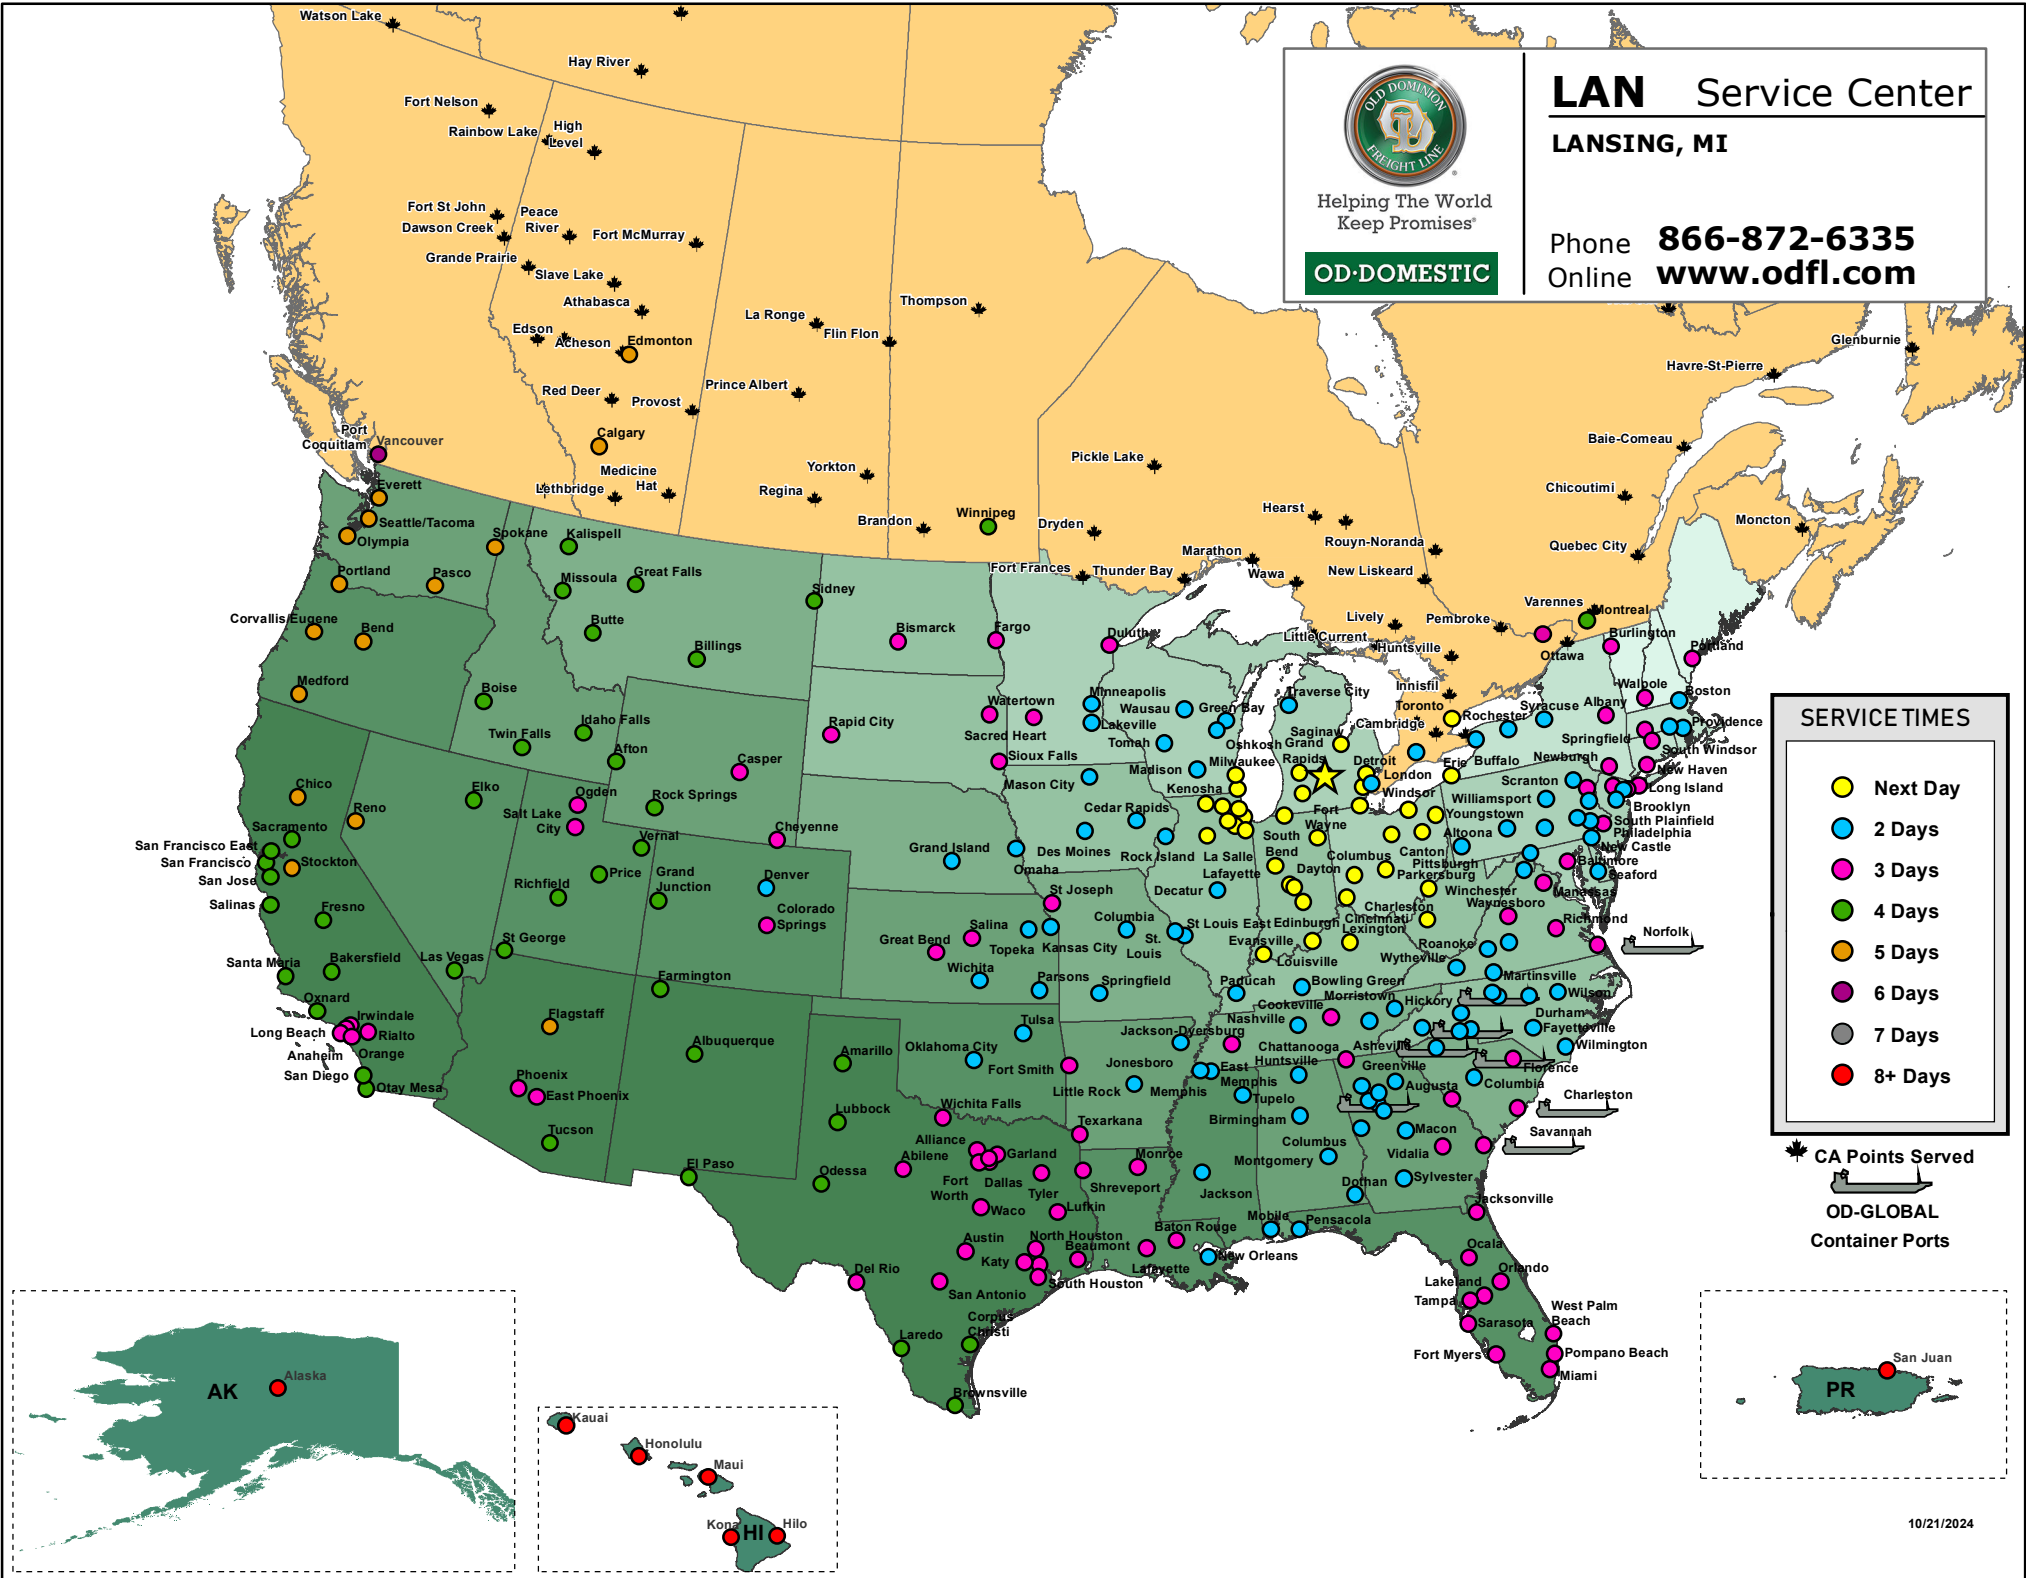 Watson Lake
Hay River
Fort Nelson
Rainbow Lake
High
Level
Fort St John
Dawson Creek
Peace
River
Fort McMurray
Grande Prairie
Slave Lake
Athabasca
Edson
Acheson
Edmonton
La Ronge
Flin Flon
Thompson
Red Deer
Provost
Prince Albert
Calgary
Port
Coquitlam
Vancouver
Medicine
Hat
Lethbridge
Yorkton
Regina
Brandon
Winnipeg
Pickle Lake
Dryden
Fort Frances
Thunder Bay
Marathon
Wawa
Hearst
Rouyn-Noranda
New Liskeard
Lively
Little Current
Pembroke
Huntsville
Innisfil
Toronto
Cambridge
Varennes
Montreal
Ottawa
Glenburnie
Havre-St-Pierre
Baie-Comeau
Chicoutimi
Quebec City
Moncton
OLD DOMINION
FREIGHT LINE
Helping The World
Keep Promises®
OD·DOMESTIC
LAN Service Center
LANSING, MI
Phone 866-872-6335
Online www.odfl.com
Everett
Seattle/Tacoma
Olympia
Spokane
Portland
Pasco
Corvallis/Eugene
Bend
Medford
Kalispell
Missoula
Great Falls
Butte
Billings
Sidney
Boise
Idaho Falls
Twin Falls
Afton
Casper
Rock Springs
Cheyenne
Chico
Reno
Elko
Ogden
Salt Lake
City
Vernal
Sacramento
San Francisco East
San Francisco
San Jose
Stockton
Salinas
Fresno
Santa Maria
Bakersfield
Oxnard
Las Vegas
St George
Richfield
Price
Grand
Junction
Denver
Colorado
Springs
Farmington
Irwindale
Long Beach
Rialto
Anaheim
Orange
San Diego
Otay Mesa
Flagstaff
Phoenix
East Phoenix
Tucson
Albuquerque
El Paso
Bismarck
Fargo
Duluth
Watertown
Rapid City
Sacred Heart
Sioux Falls
Minneapolis
Lakeville
Wausau
Green Bay
Tomah
Oshkosh
Madison
Milwaukee
Kenosha
Mason City
Cedar Rapids
Des Moines
Rock Island
Grand Island
Omaha
La Salle
Lafayette
Decatur
St Joseph
Salina
Great Bend
Topeka
Kansas City
Columbia
St.
Louis
St Louis East
Wichita
Parsons
Springfield
Traverse City
Saginaw
Grand
Rapids
Detroit
London
Windsor
Fort
Wayne
South
Bend
Dayton
Columbus
Canton
Youngstown
Pittsburgh
Parkersburg
Edinburgh
Cincinnati
Charleston
Lexington
Evansville
Louisville
Paducah
Bowling Green
Erie
Buffalo
Rochester
Syracuse
Albany
Burlington
Portland
Walpole
Boston
Providence
Springfield
South Windsor
Newburgh
New Haven
Long Island
Scranton
Williamsport
Brooklyn
South Plainfield
Philadelphia
New Castle
Altoona
Baltimore
Seaford
Winchester
Manassas
Waynesboro
Richmond
Norfolk
Roanoke
Wytheville
Martinsville
Wilson
Durham
Fayetteville
Wilmington
Hickory
Morristown
Cookeville
Nashville
Jackson-Dyersburg
Chattanooga
Asheville
Huntsville
Greenville
Florence
Columbia
Augusta
Charleston
Savannah
Tulsa
Oklahoma City
Fort Smith
Jonesboro
Little Rock
Memphis
East
Memphis
Tupelo
Birmingham
Amarillo
Lubbock
Wichita Falls
Texarkana
Alliance
Abilene
Garland
Fort
Worth
Dallas
Tyler
Odessa
Shreveport
Monroe
Waco
Lufkin
Jackson
Columbus
Montgomery
Macon
Vidalia
Dothan
Sylvester
Austin
North Houston
Katy
Beaumont
South Houston
Baton Rouge
Lafayette
New Orleans
Mobile
Pensacola
Jacksonville
Del Rio
San Antonio
Corpus
Christi
Laredo
Brownsville
Ocala
Orlando
Lakeland
Tampa
Sarasota
West Palm
Beach
Fort Myers
Pompano Beach
Miami
SERVICE TIMES
Next Day
2 Days
3 Days
4 Days
5 Days
6 Days
7 Days
8+ Days
CA Points Served
OD-GLOBAL
Container Ports
AK
Alaska
Kauai
Honolulu
Maui
Kona
HI
Hilo
San Juan
PR
10/21/2024